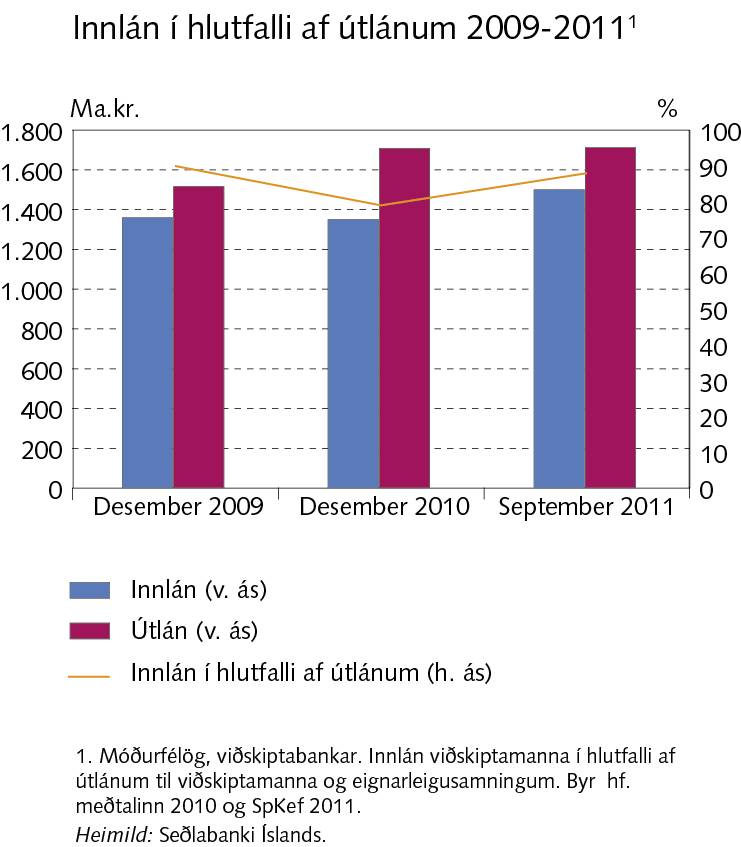 Innlán í hlutfalli af útlánum 2009-2011¹
Ma.kr. %
1.800 100
1.600 90
1.400 80
1.200 70
1.000 60
800 50
600 40
400 30
200 20
0 10
0
Desember 2009 Desember 2010 September 2011
Innlán (v. ás)
Útlán (v. ás)
Innlán í hlutfalli af útlánum (h. ás)
1. Móðurfélög, viðskiptabankar. Innlán viðskiptamanna í hlutfalli af
útlánum til viðskiptamanna og eignarleigusamningum. Byr hf.
meðtalinn 2010 og SpKef 2011.
Heimild: Seðlabanki Íslands.